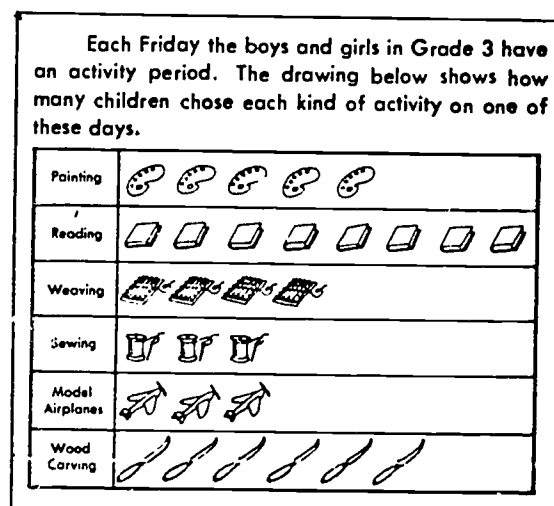 Each Friday the boys and girls in Grade 3 have
an activity period. The drawing below shows how
many children chose each kind of activity on one of
these days.
Painting
Reading
Weaving
Sewing
Model
Airplanes
Wood
Carving